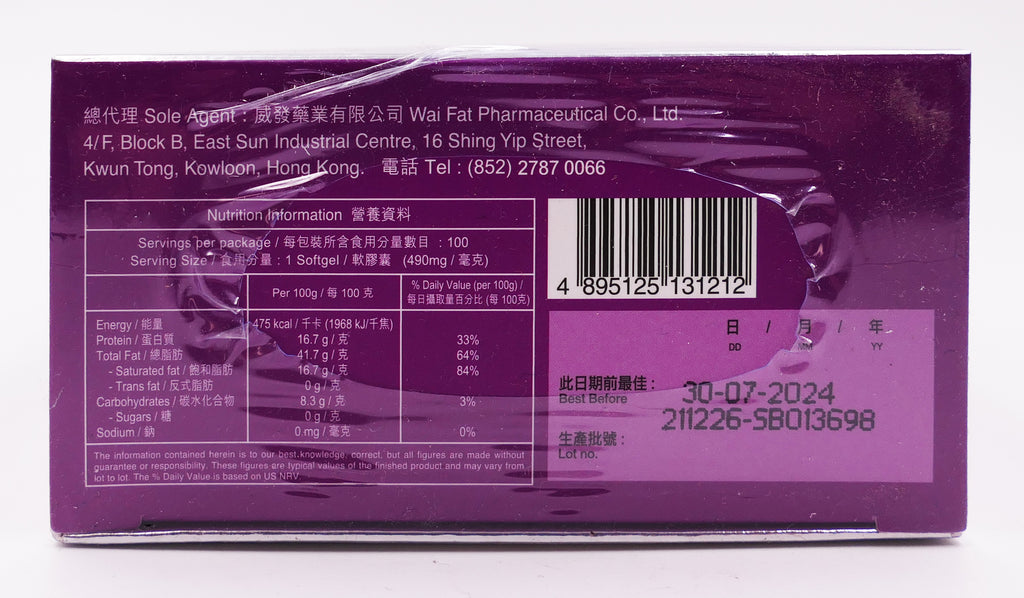 總代理 Sole Agent : 威發藥業有限公司 Wai Fat Pharmaceutical Co., Ltd.
4/F, Block B, East Sun Industrial Centre, 16 Shing Yip Street,
Kwun Tong, Kowloon, Hong Kong. 電話 Tel : (852) 2787 0066
Nutrition Information 營養資料
Servings per package / 每包裝所含食用分量數目 : 100
Serving Size / 食用分量 : 1 Softgel / 軟膠囊 (490mg / 毫克)
Per 100g / 每 100 克
% Daily Value (per 100g) /
每日攝取量百分比 (每 100克)
Energy / 能量 475 kcal / 千卡 (1968 kJ/千焦)
Protein / 蛋白質 16.7 g / 克 33%
Total Fat / 總脂肪 41.7 g / 克 64%
- Saturated fat / 飽和脂肪 16.7 g / 克 84%
- Trans fat / 反式脂肪 0 g / 克
Carbohydrates / 碳水化合物 8.3 g / 克 3%
- Sugars / 糖 0 g / 克
Sodium / 鈉 0 mg / 毫克 0%
The information contained herein is to our best knowledge, correct, but all figures are made without
guarantee or responsibility. These figures are typical values of the finished product and may vary from
lot to lot. The % Daily Value is based on US NRV
4 895125 131212
日 / 月 / 年
DD MM YY
此日期前最佳 :
Best Before
30-07-2024
211226-SB013698
生產批號 :
Lot no.